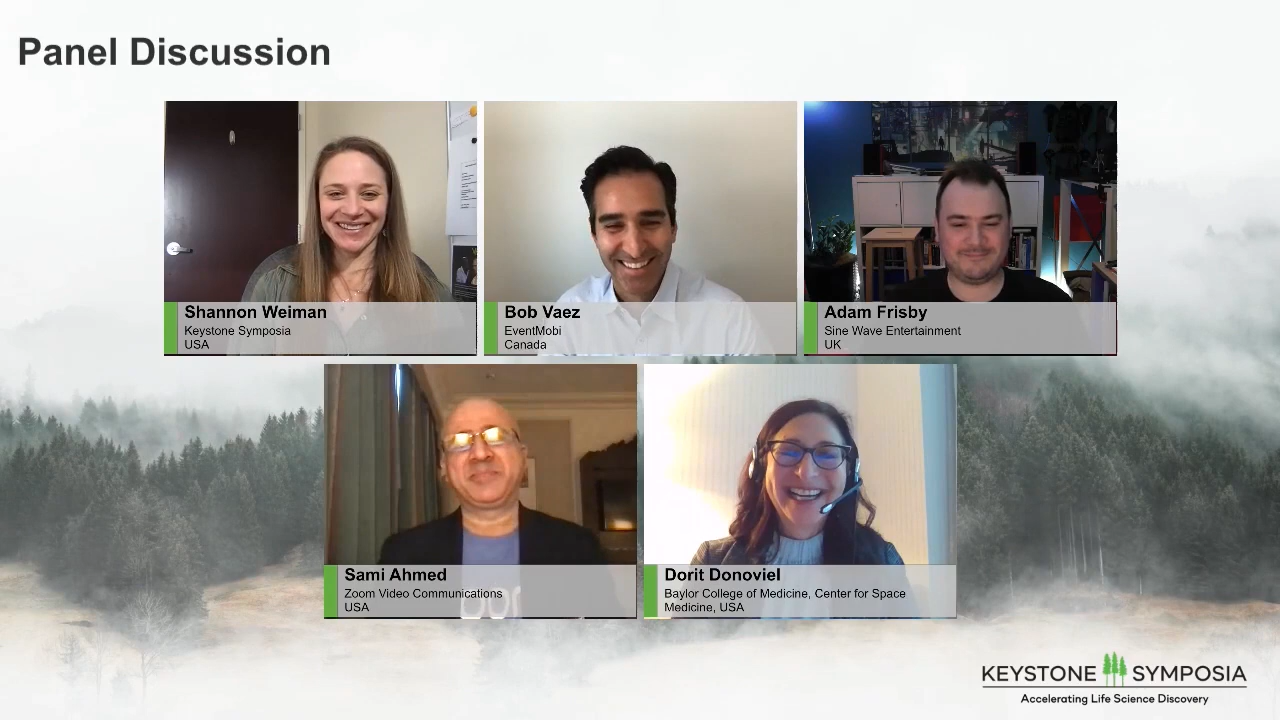 Panel Discussion
Shannon Weiman
Keystone Symposia
USA
Bob Vaez
EventMobi
Canada
Adam Frisby
Sine Wave Entertainment
UK
Sami Ahmed
Zoom Video Communications
USA
Dorit Donoviel
Baylor College of Medicine, Center for Space
Medicine, USA
KEYSTONE SYMPOSIA
Accelerating Life Science Discovery